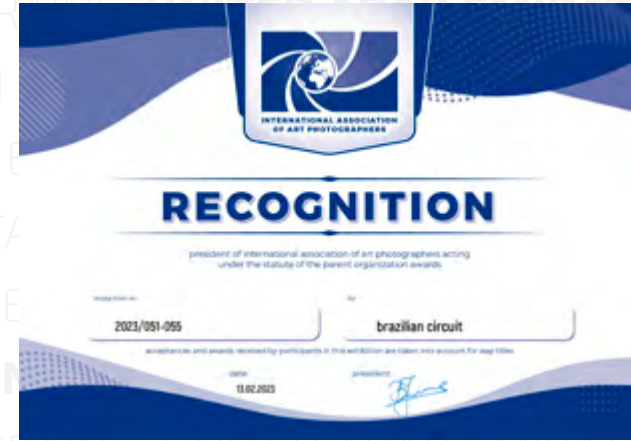 INTERNATIONAL ASSOCIATION
OF ART PHOTOGRAPHERS
RECOGNITION
president of international association of art photographers acting
under the statute of the parent organization awards
recognition no
to
2023/051-055
brazilian circuit
acceptances and awards received by participants in this exhibition are taken into account for iaap titles
date:
president:
13.02.2023